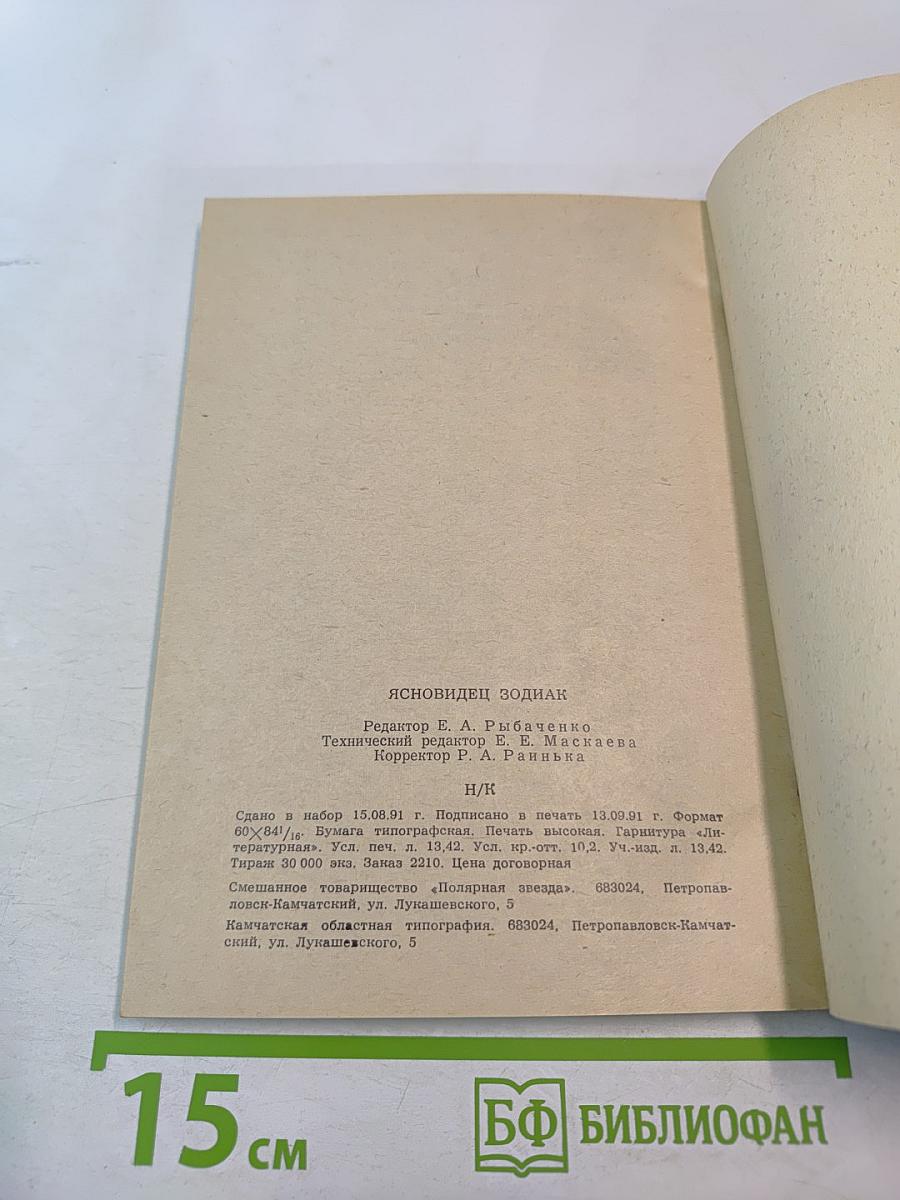 ЯСНОВИДЕЦ ЗОДИАК
Редактор Е. А. Рыбаченко
Технический редактор Е. Е. Маскаева
Корректор Р. А. Раинька
Н/К
Сдано в набор 15.08.91 г. Подписано в печать 13.09.91 г. Формат
60×84¹/₁₆. Бумага типографская. Печать высокая. Гарнитура «Ли-
тературная». Усл. печ. л. 13,42. Усл. кр.-отт. 10,2. Уч.-изд. л. 13,42.
Тираж 30 000 экз. Заказ 2210. Цена договорная
Смешанное товарищество «Полярная звезда». 683024, Петропав-
ловск-Камчатский, ул. Лукашевского, 5
Камчатская областная типография. 683024, Петропавловск-Камчат-
ский, ул. Лукашевского, 5
15 см
БФ БИБЛИОФАН